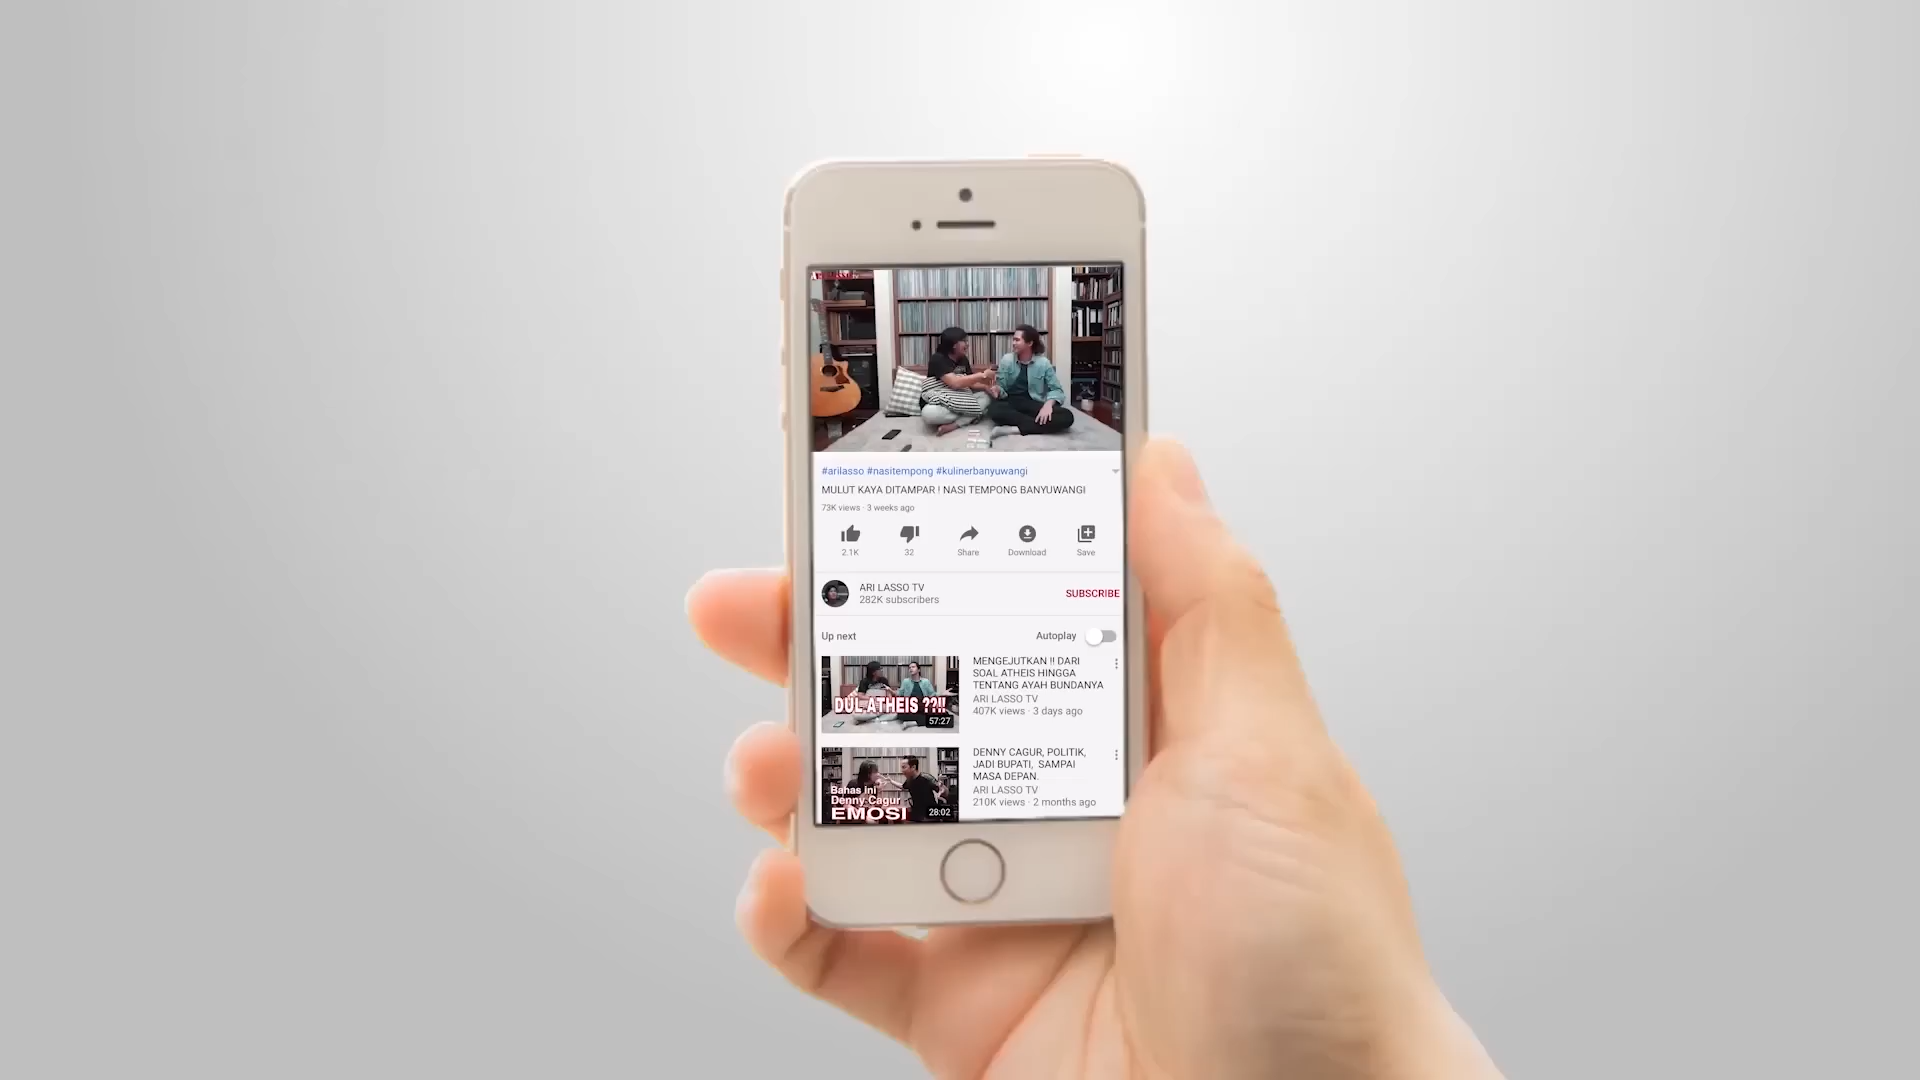 #arilasso #nasitempong #kulinerbanyuwangi
MULUT KAYA DITAMPAR ! NASI TEMPONG BANYUWANGI
73K views · 3 weeks ago
2.1K
32
Share
Download
Save
ARI LASSO TV
282K subscribers
SUBSCRIBE
Up next
Autoplay
DUL ATHEIS ??!!
57:27
MENGEJUTKAN !! DARI
SOAL ATHEIS HINGGA
TENTANG AYAH BUNDANYA
ARI LASSO TV
407K views · 3 days ago
Bahas ini
Denny Cagur
EMOSI
28:02
DENNY CAGUR, POLITIK,
JADI BUPATI, SAMPAI
MASA DEPAN.
ARI LASSO TV
210K views · 2 months ago